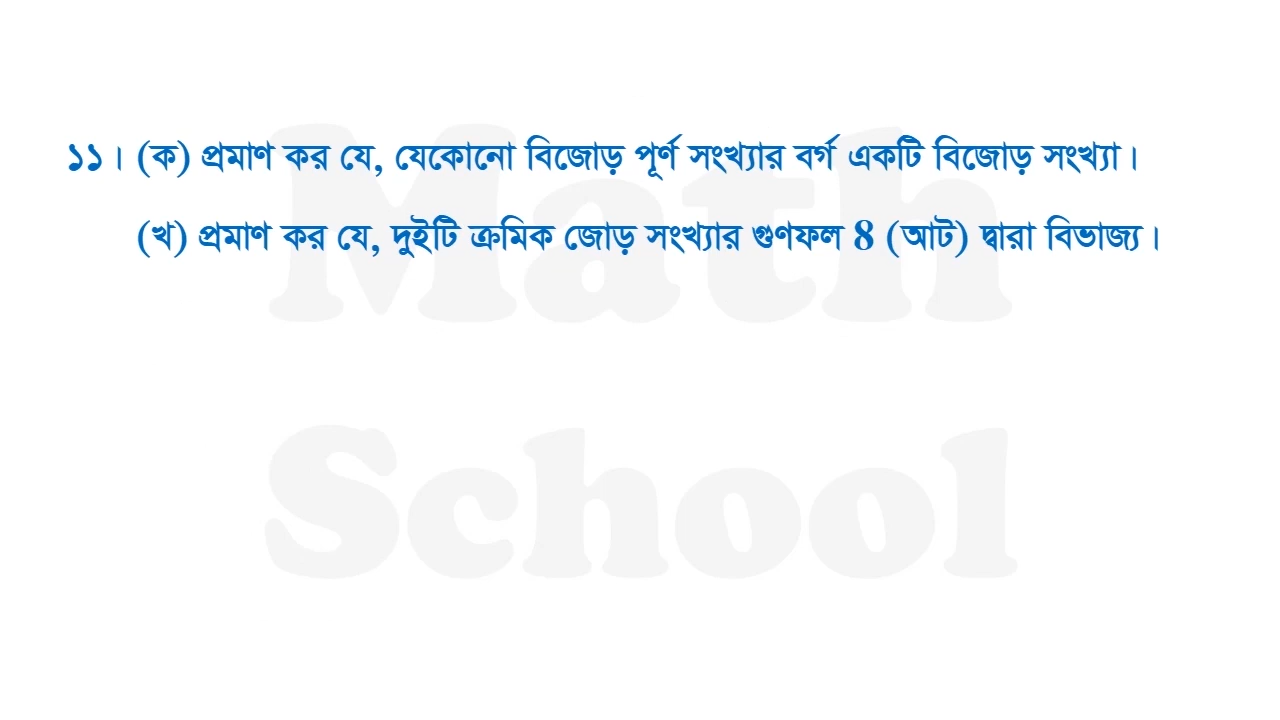 ১১। (ক) প্রমাণ কর যে, যেকোনো বিজোড় পূর্ণ সংখ্যার বর্গ একটি বিজোড় সংখ্যা।
(খ) প্রমাণ কর যে, দুইটি ক্রমিক জোড় সংখ্যার গুণফল 8 (আট) দ্বারা বিভাজ্য।
Math
School